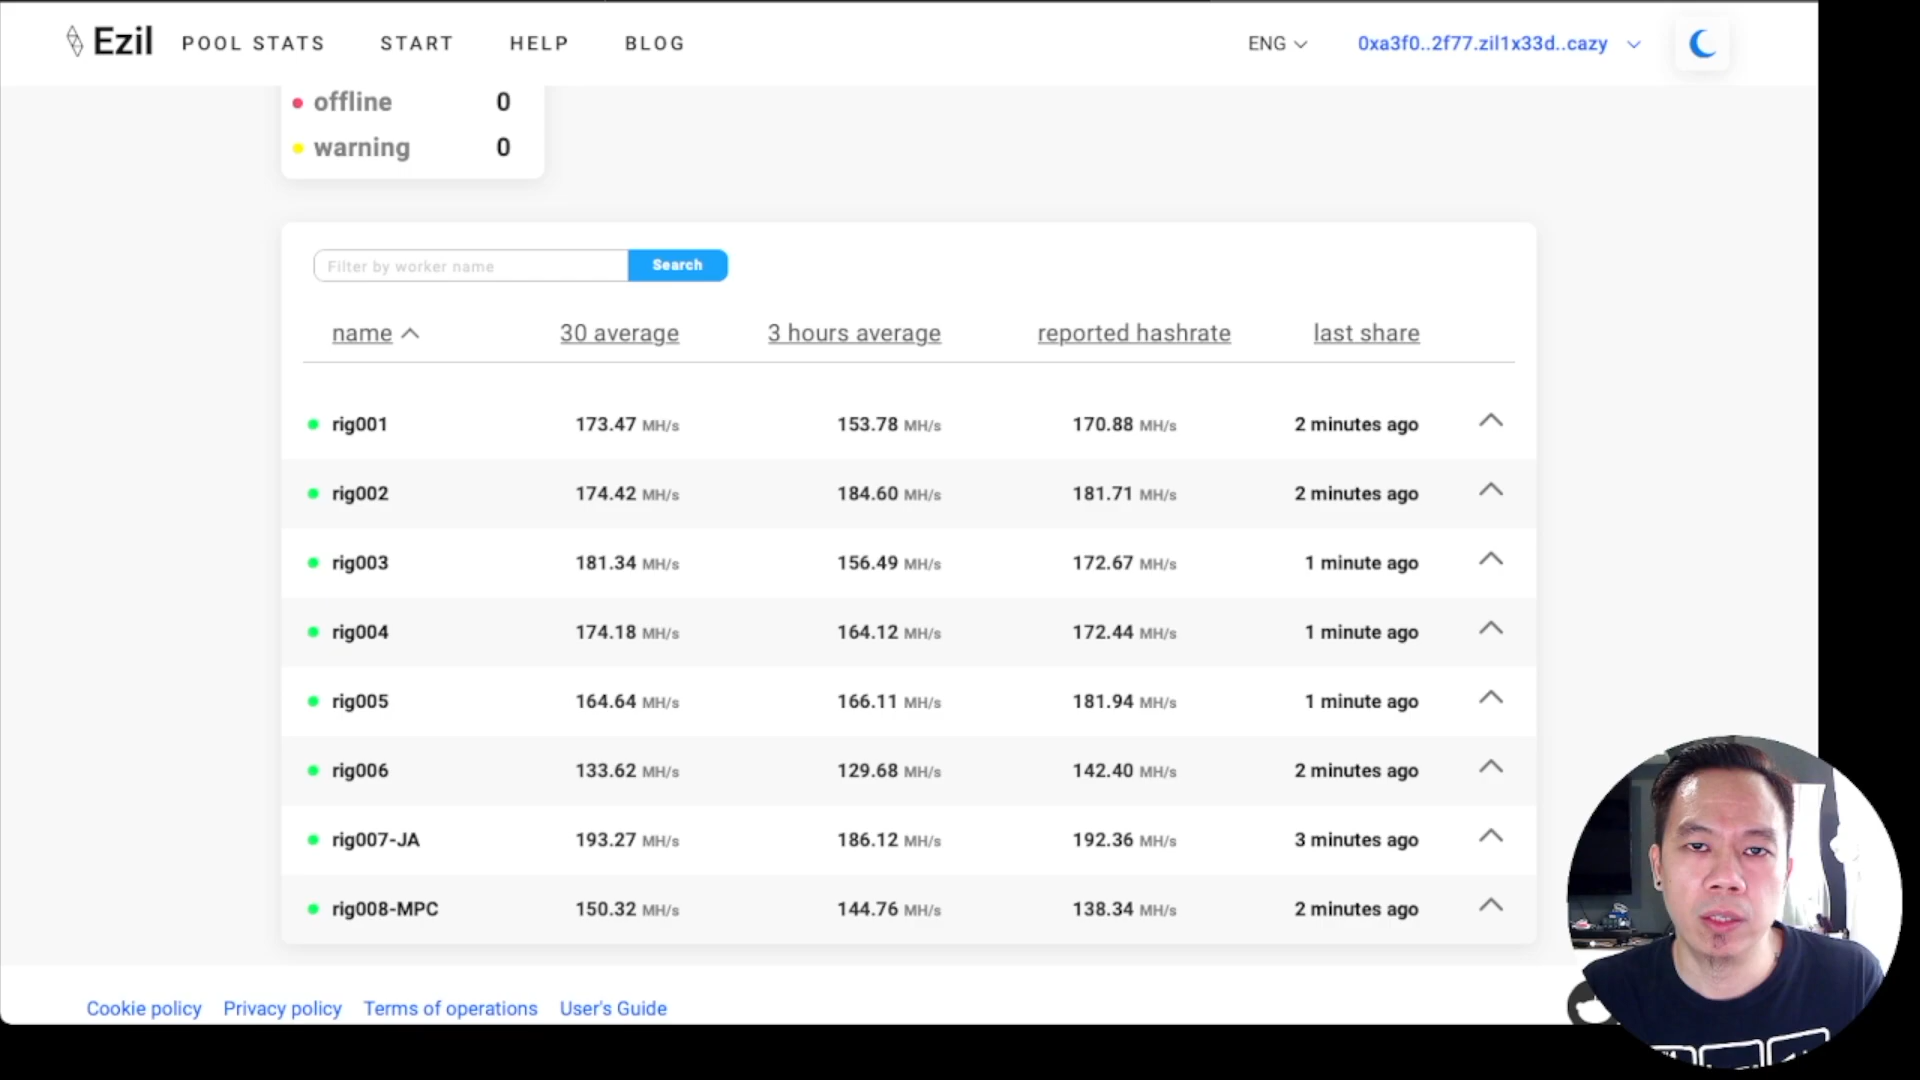 Ezil POOL STATS START HELP BLOG ENG 0xa3f0..2f77.zil1x33d..cazy
offline 0
warning 0
Filter by worker name Search
name 30 average 3 hours average reported hashrate last share
rig001 173.47 MH/s 153.78 MH/s 170.88 MH/s 2 minutes ago
rig002 174.42 MH/s 184.60 MH/s 181.71 MH/s 2 minutes ago
rig003 181.34 MH/s 156.49 MH/s 172.67 MH/s 1 minute ago
rig004 174.18 MH/s 164.12 MH/s 172.44 MH/s 1 minute ago
rig005 164.64 MH/s 166.11 MH/s 181.94 MH/s 1 minute ago
rig006 133.62 MH/s 129.68 MH/s 142.40 MH/s 2 minutes ago
rig007-JA 193.27 MH/s 186.12 MH/s 192.36 MH/s 3 minutes ago
rig008-MPC 150.32 MH/s 144.76 MH/s 138.34 MH/s 2 minutes ago
Cookie policy Privacy policy Terms of operations User's Guide